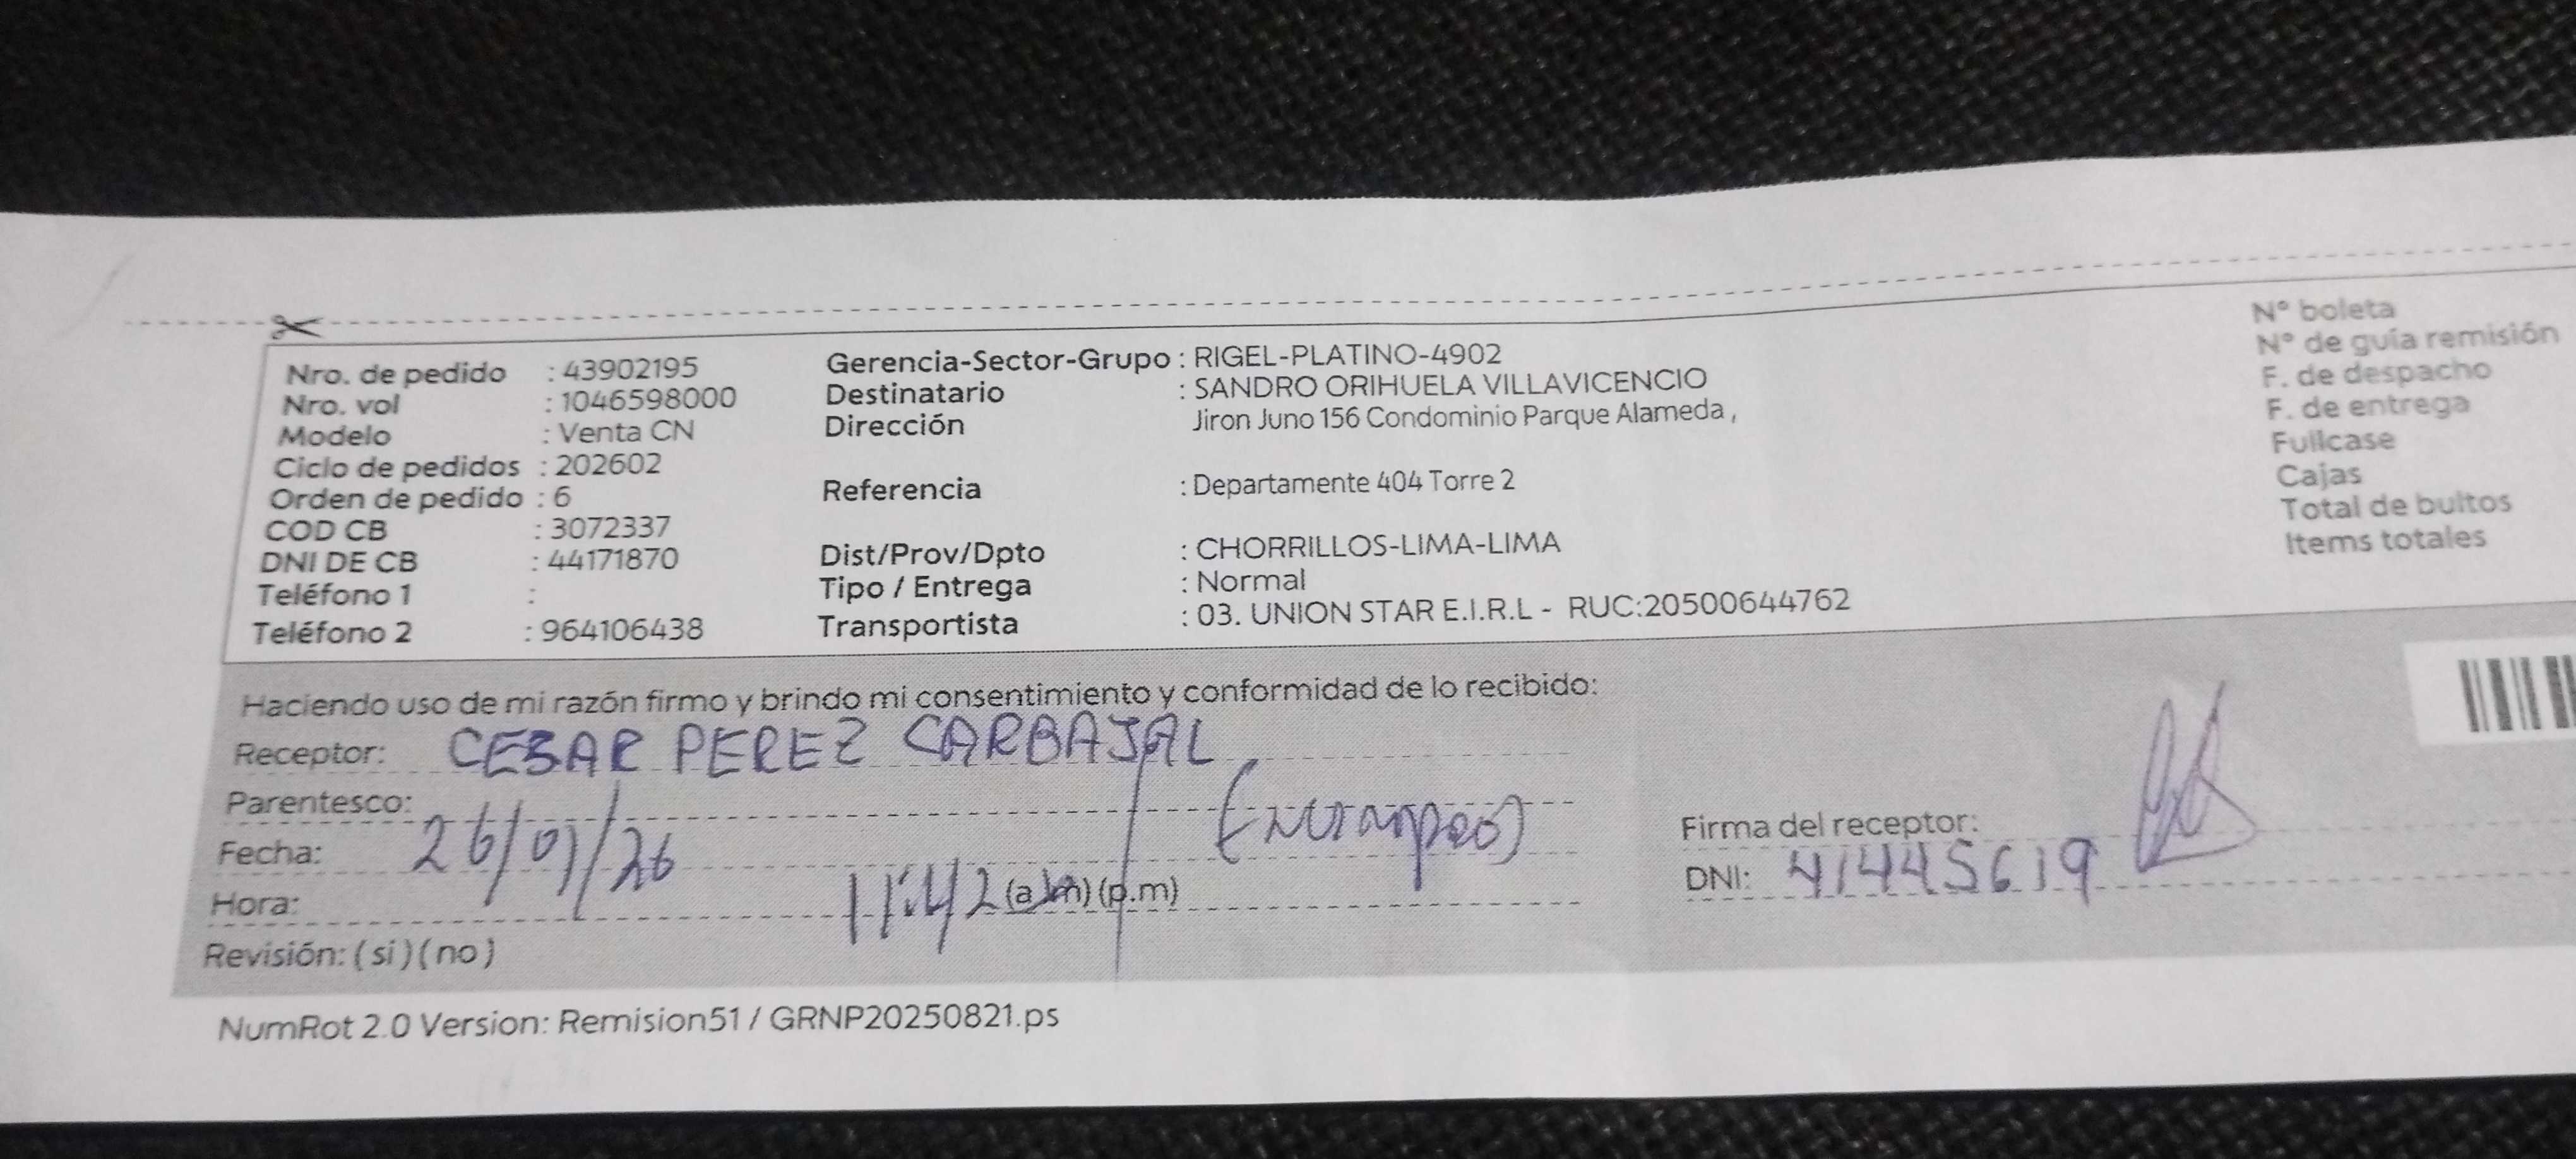 Nro. de pedido : 43902195
Nro. vol : 1046598000
Modelo : Venta CN
Ciclo de pedidos : 202602
Orden de pedido : 6
COD CB : 3072337
DNI DE CB : 44171870
Teléfono 1 :
Teléfono 2 : 964106438
Gerencia-Sector-Grupo : RIGEL-PLATINO-4902
Destinatario : SANDRO ORIHUELA VILLAVICENCIO
Dirección Jiron Juno 156 Condominio Parque Alameda ,
Referencia : Departamente 404 Torre 2
Dist/Prov/Dpto : CHORRILLOS-LIMA-LIMA
Tipo / Entrega : Normal
Transportista : 03. UNION STAR E.I.R.L - RUC:20500644762
N° boleta
N° de guía remisión
F. de despacho
F. de entrega
Fullcase
Cajas
Total de bultos
Items totales
Haciendo uso de mi razón firmo y brindo mi consentimiento y conformidad de lo recibido:
Receptor: CESAR PEREZ CARBAJAL
Parentesco:
Fecha: 26/01/26
Hora: 11:42 (a.m) (p.m)
Revisión: ( si ) ( no )
Firma del receptor:
DNI: 41445619
NumRot 2.0 Version: Remision51 / GRNP20250821.ps